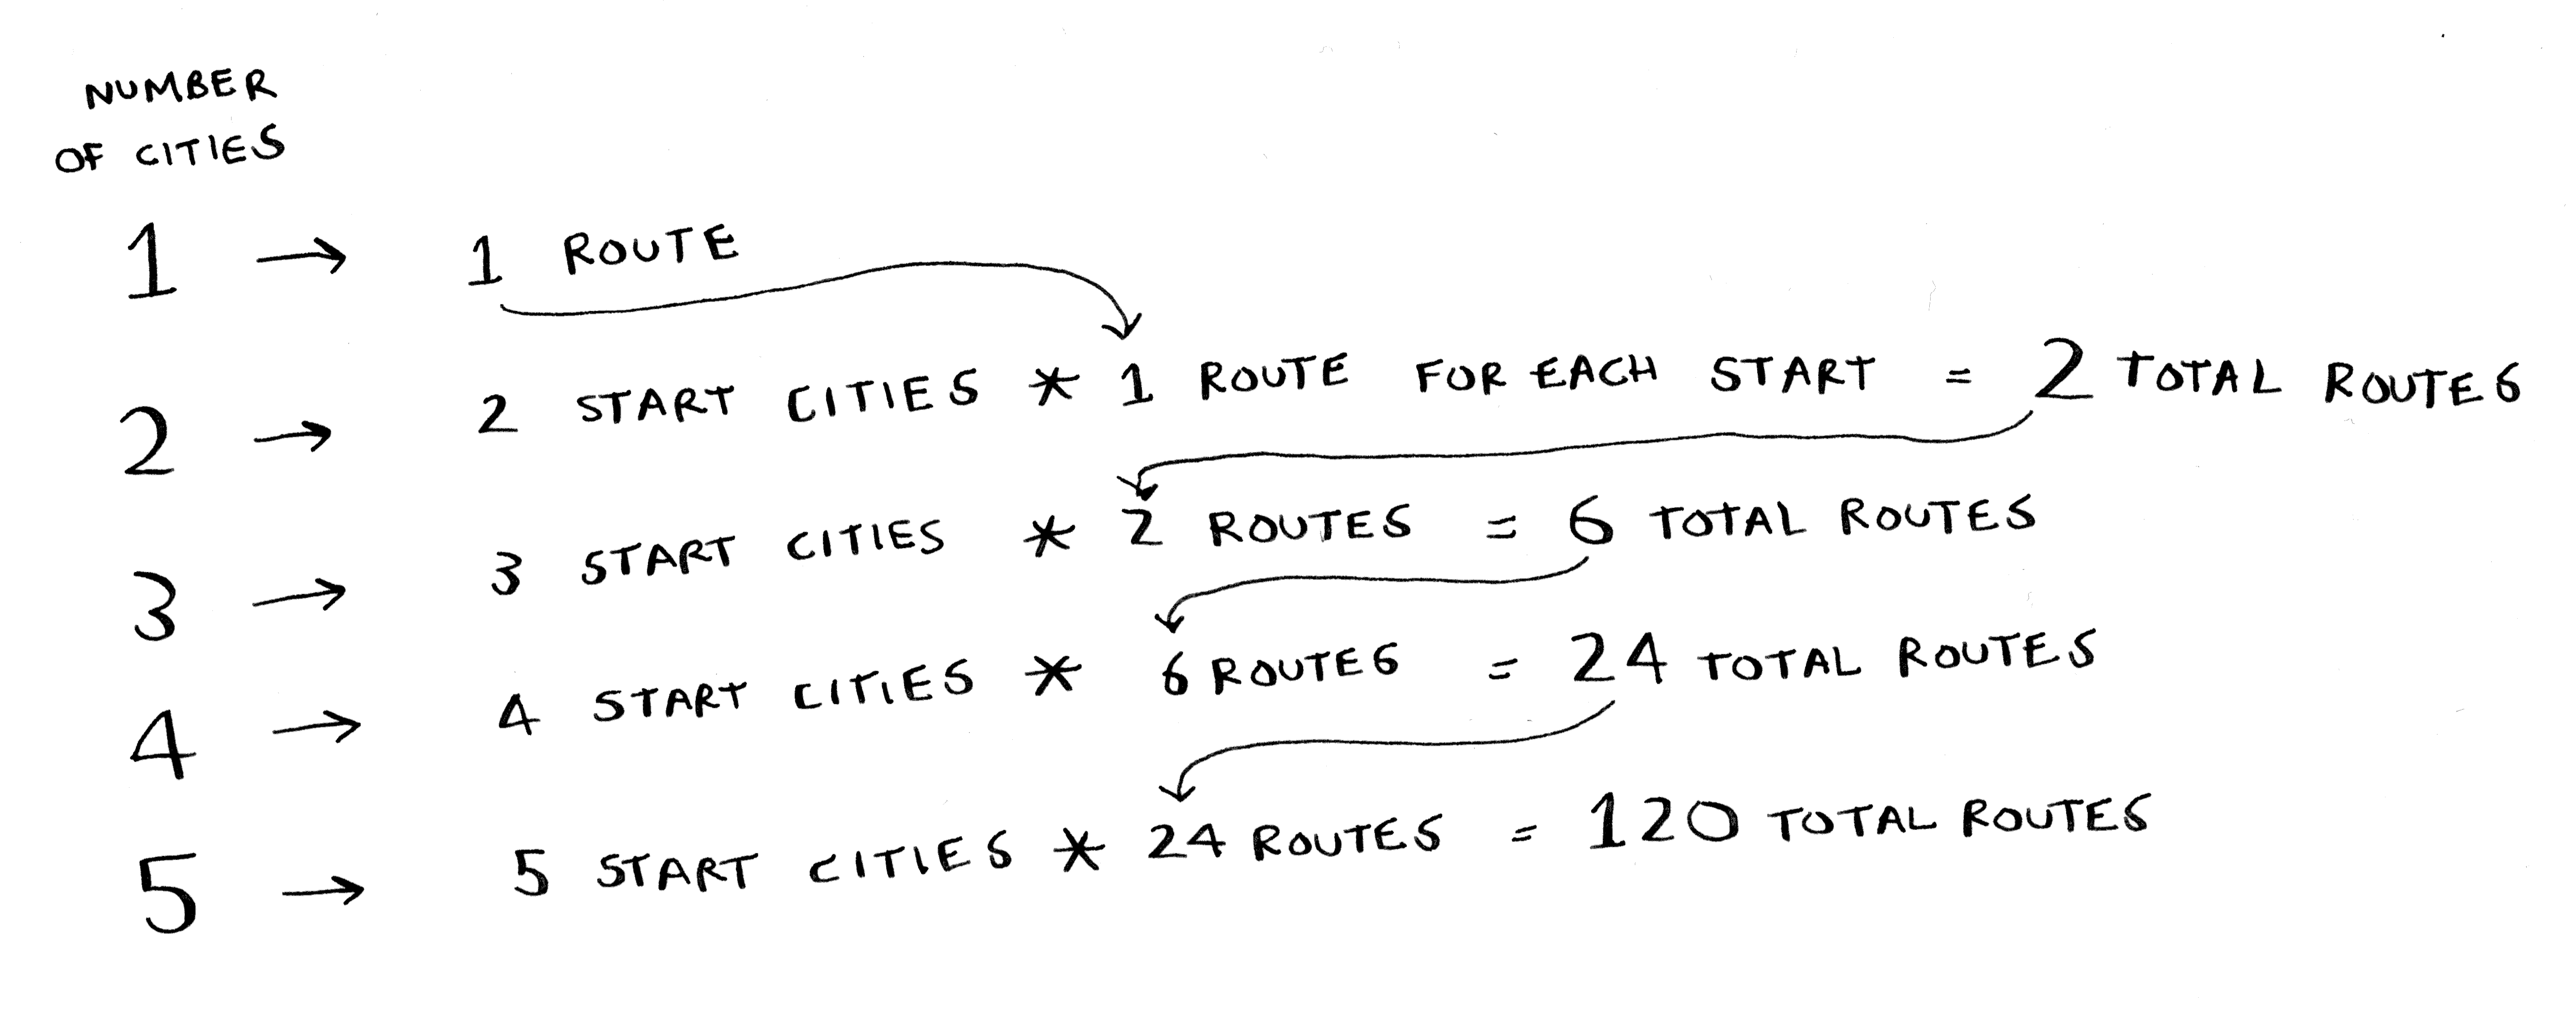 NUMBER
OF CITIES
1 → 1 ROUTE
2 → 2 START CITIES * 1 ROUTE FOR EACH START = 2 TOTAL ROUTES
3 → 3 START CITIES * 2 ROUTES = 6 TOTAL ROUTES
4 → 4 START CITIES * 6 ROUTES = 24 TOTAL ROUTES
5 → 5 START CITIES * 24 ROUTES = 120 TOTAL ROUTES